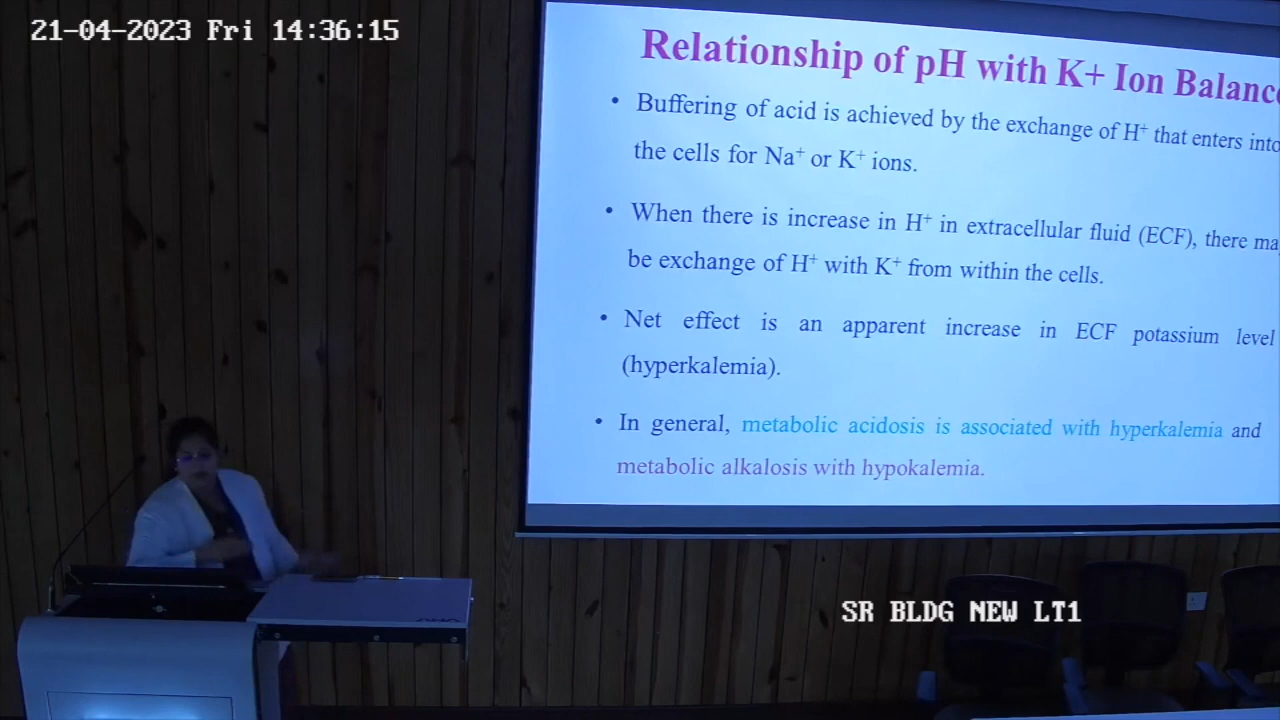 21-04-2023 Fri 14:36:15
Relationship of pH with K+ Ion Balance
• Buffering of acid is achieved by the exchange of H⁺ that enters into
the cells for Na⁺ or K⁺ ions.
• When there is increase in H⁺ in extracellular fluid (ECF), there ma
be exchange of H⁺ with K⁺ from within the cells.
• Net effect is an apparent increase in ECF potassium level
(hyperkalemia).
• In general, metabolic acidosis is associated with hyperkalemia and
metabolic alkalosis with hypokalemia.
SR BLDG NEW LT1